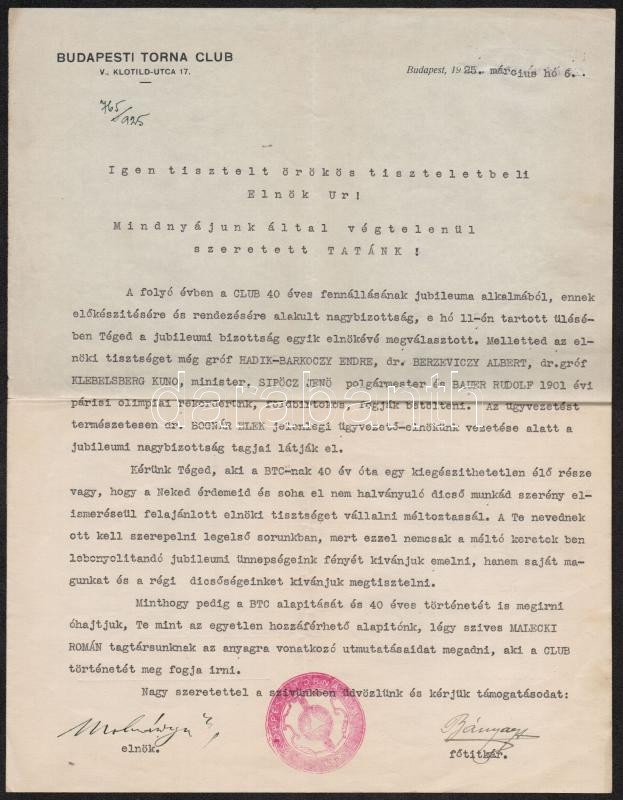 BUDAPESTI TORNA CLUB
V., KLOTILD-UTCA 17.
Budapest, 1925. március hó 6.
765/925
Igen tisztelt örökös tiszteletbeli
Elnök Ur!
Mindnyájunk által végtelenül
szeretett TATÁNK!
A folyó évben a CLUB 40 éves fennállásának jubileuma alkalmából, ennek
előkészitésére és rendezésére alakult nagybizottság, e hó 11-én tartott ülésé-
ben Téged a jubileumi bizottság egyik elnökévé megválasztott. Melletted az el-
nöki tisztséget még gróf HADIK-BARKOCZY ENDRE, dr. BERZEVICZY ALBERT, dr.gróf
KLEBELSBERG KUNO, minister, SIPÖCZ JENÖ polgármester és BAUER RUDOLF 1901 évi
párisi olimpiai rekorderünk, földbirtokos, fogjuk betölteni. Az ügyvezetést
természetesen dr. BOGNÁR ELEK jelenlegi ügyvezető-elnökünk vezetése alatt a
jubileumi nagybizottság tagjai látják el.
Kérünk Téged, aki a BTC-nak 40 év óta egy kiegészithetetlen élő része
vagy, hogy a Neked érdemeid és soha el nem halványuló dicső munkád szerény el-
ismeréseül felajánlott elnöki tisztséget vállalni méltoztassál. A Te nevednek
ott kell szerepelni legelső sorunkban, mert ezzel nemcsak a méltó keretek ben
lebonyolitandó jubileumi ünnepségeink fényét kivánjuk emelni, hanem saját ma-
gunkat és a régi dicsőségeinket kivánjuk megtisztelni.
Minthogy pedig a BTC alapitását és 40 éves történetét is megirni
óhajtjuk, Te mint az egyetlen hozzáférhető alapitónk, légy szives MALECKI
ROMÁN tagtársunknak az anyagra vonatkozó utmutatásaidat megadni, aki a CLUB
történetét meg fogja irni.
Nagy szeretettel a szivünkben üdvözlünk és kérjük támogatásodat:
elnök.
főtitkár.
darabanth